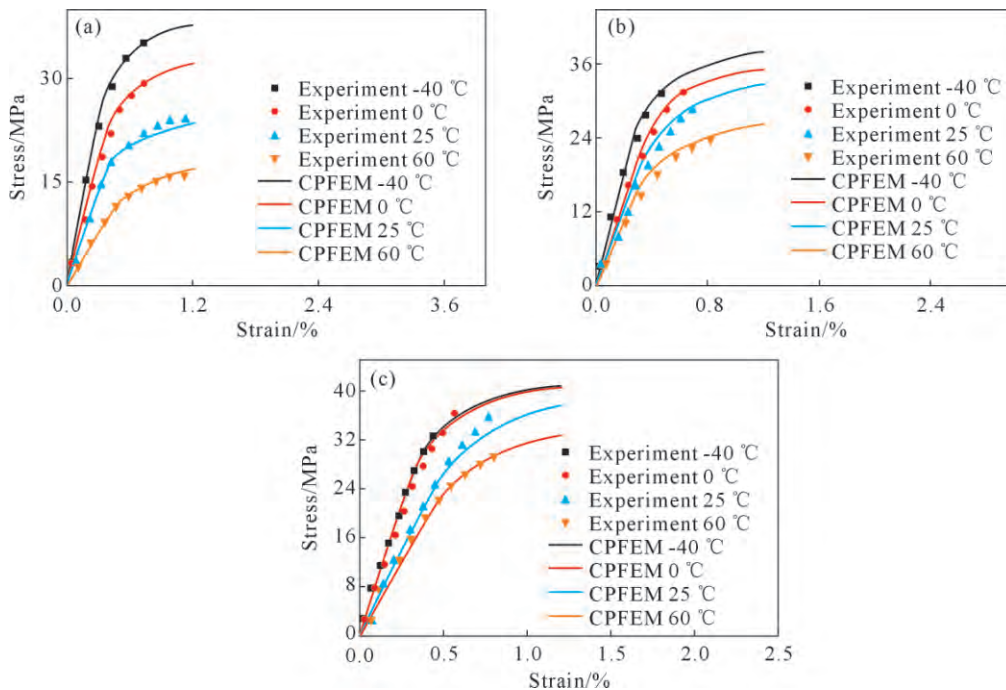 (a)
Stress/MPa
30
15
0
Experiment -40 ℃
Experiment 0 ℃
Experiment 25 ℃
Experiment 60 ℃
CPFEM -40 ℃
CPFEM 0 ℃
CPFEM 25 ℃
CPFEM 60 ℃
0.0 1.2 2.4 3.6
Strain/%
(b)
Stress/MPa
36
24
12
0
Experiment -40 ℃
Experiment 0 ℃
Experiment 25 ℃
Experiment 60 ℃
CPFEM -40 ℃
CPFEM 0 ℃
CPFEM 25 ℃
CPFEM 60 ℃
0.0 0.8 1.6 2.4
Strain/%
(c)
Stress/MPa
40
32
24
16
8
0
Experiment -40 ℃
Experiment 0 ℃
Experiment 25 ℃
Experiment 60 ℃
CPFEM -40 ℃
CPFEM 0 ℃
CPFEM 25 ℃
CPFEM 60 ℃
0.0 0.5 1.0 1.5 2.0 2.5
Strain/%